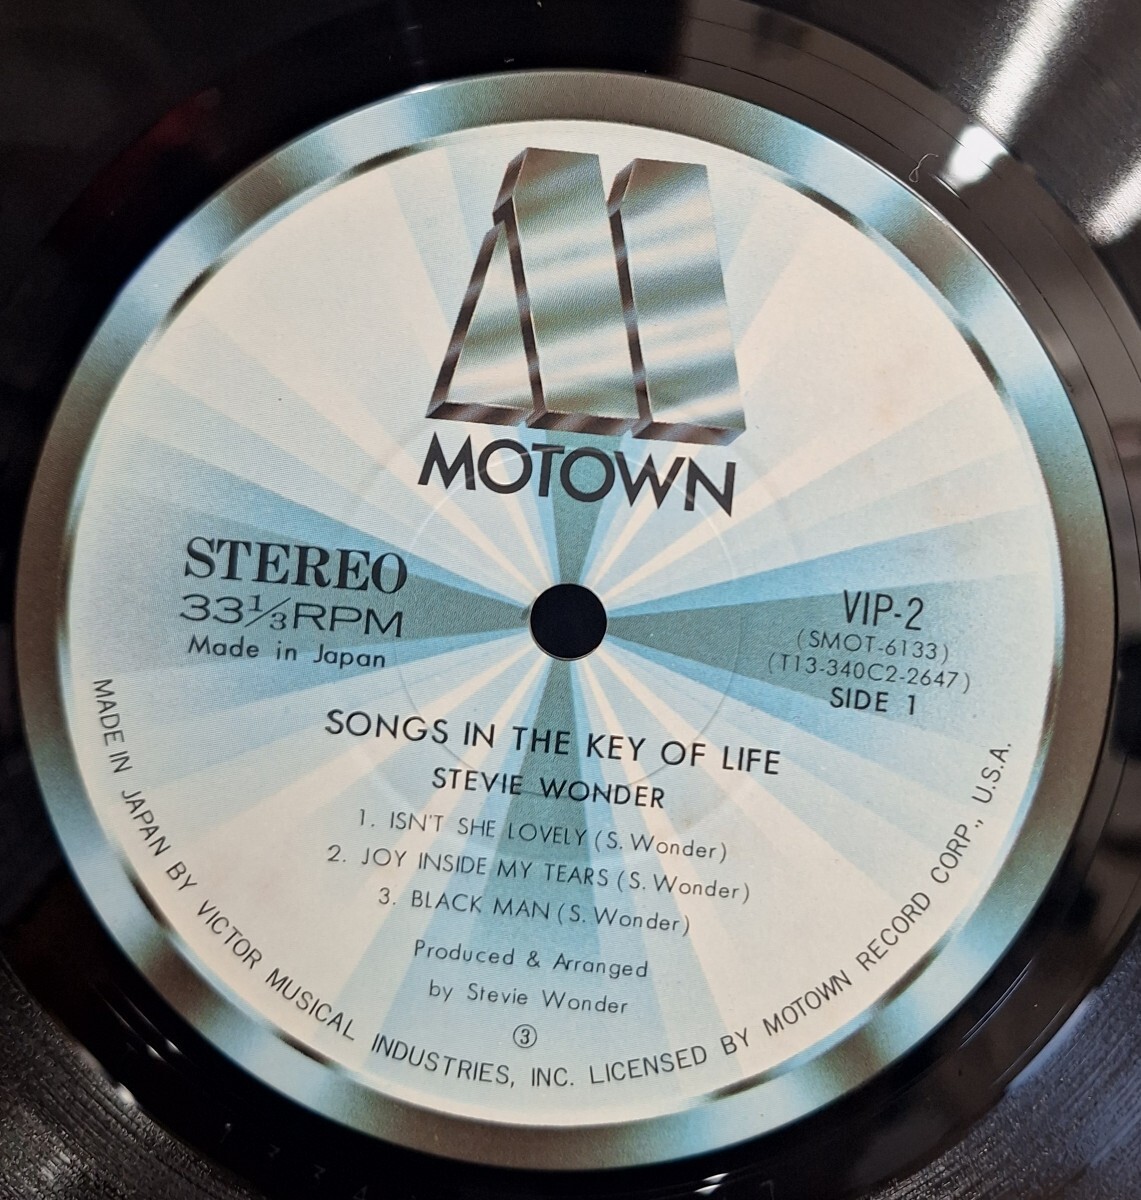 MOTOWN
STEREO
33⅓RPM
Made in Japan
VIP-2
(SMOT-6133)
(T13-340C2-2647)
SIDE 1
SONGS IN THE KEY OF LIFE
STEVIE WONDER
1. ISN'T SHE LOVELY (S. Wonder)
2. JOY INSIDE MY TEARS (S. Wonder)
3. BLACK MAN (S. Wonder)
Produced & Arranged
by Stevie Wonder
③
MADE IN JAPAN BY VICTOR MUSICAL INDUSTRIES, INC. LICENSED BY MOTOWN RECORD CORP., U.S.A.